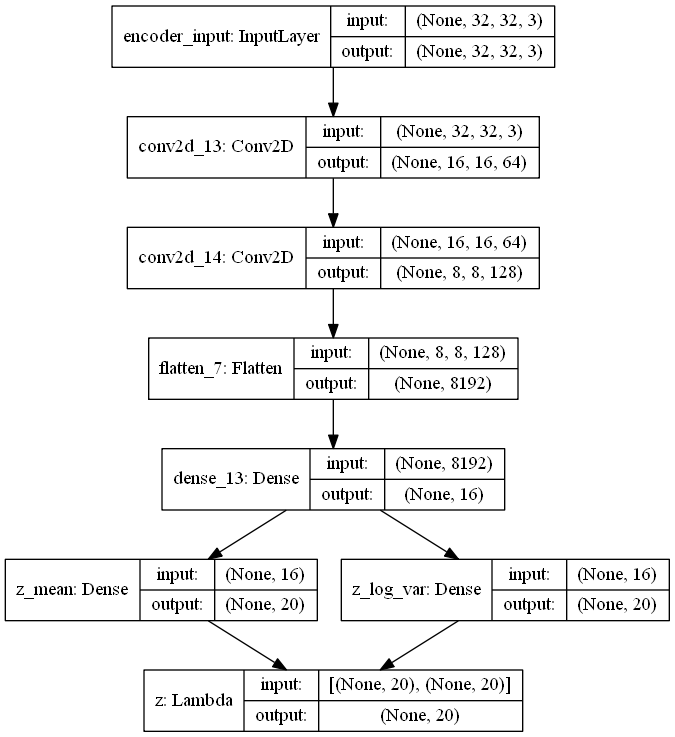 encoder_input: InputLayer
input:
(None, 32, 32, 3)
output:
(None, 32, 32, 3)
conv2d_13: Conv2D
input:
(None, 32, 32, 3)
output:
(None, 16, 16, 64)
conv2d_14: Conv2D
input:
(None, 16, 16, 64)
output:
(None, 8, 8, 128)
flatten_7: Flatten
input:
(None, 8, 8, 128)
output:
(None, 8192)
dense_13: Dense
input:
(None, 8192)
output:
(None, 16)
z_mean: Dense
input:
(None, 16)
output:
(None, 20)
z_log_var: Dense
input:
(None, 16)
output:
(None, 20)
z: Lambda
input:
[(None, 20), (None, 20)]
output:
(None, 20)